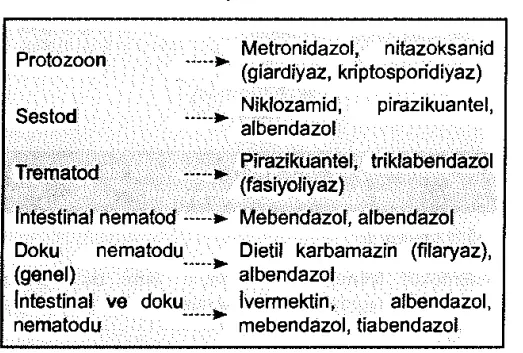 Protozoon -----► Metronidazol, nitazoksanid
(giardiyaz, kriptosporidiyaz)
Sestod -----► Niklozamid, pirazikuantel,
albendazol
Trematod -----► Pirazikuantel, triklabendazol
(fasiyoliyaz)
İntestinal nematod -----► Mebendazol, albendazol
Doku nematodu -----► Dietil karbamazin (filaryaz),
(genel) albendazol
İntestinal ve doku -----► İvermektin, albendazol,
nematodu mebendazol, tiabendazol